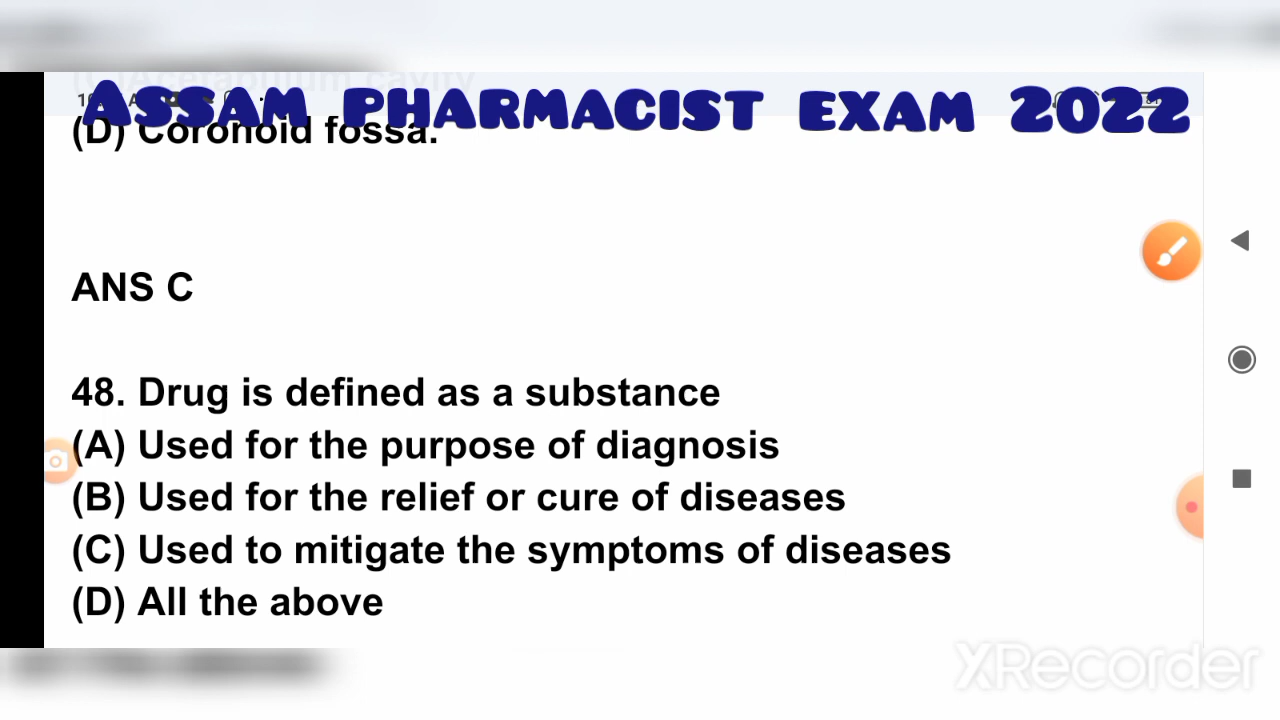 (C) Acetabulum cavity
ASSAM PHARMACIST EXAM 2022
(D) Coronoid fossa.
ANS C
48. Drug is defined as a substance
(A) Used for the purpose of diagnosis
(B) Used for the relief or cure of diseases
(C) Used to mitigate the symptoms of diseases
(D) All the above
XRecorder